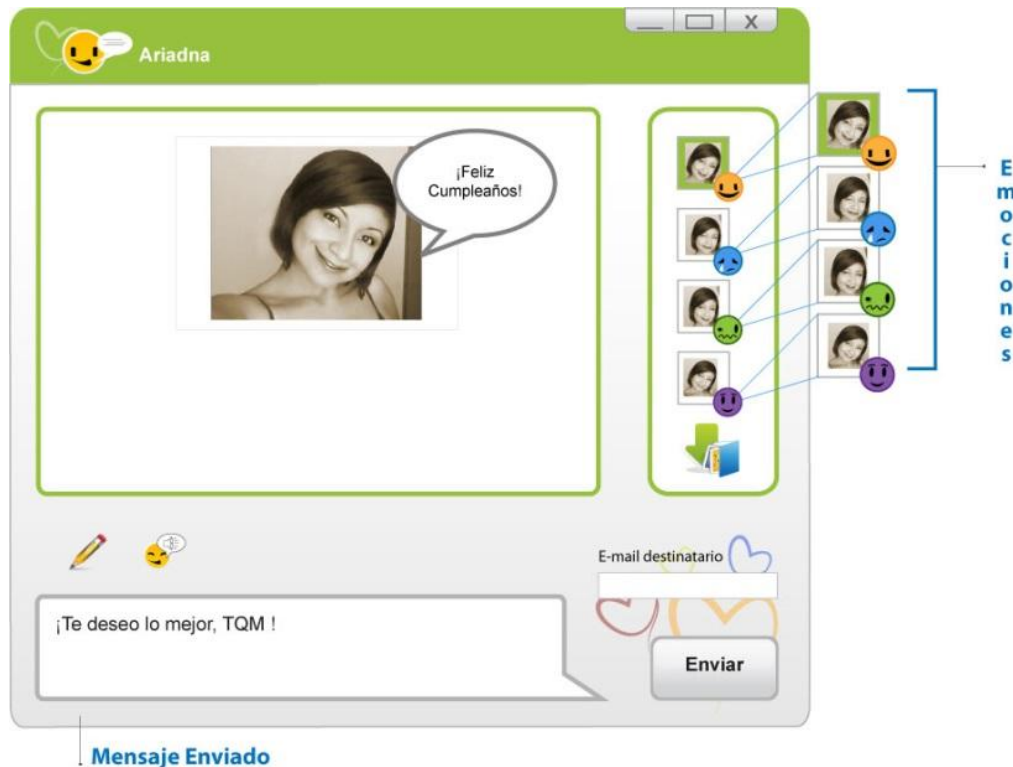 X
Ariadna
¡Feliz
Cumpleaños!
E
m
o
c
i
o
n
e
s
E-mail destinatario
¡Te deseo lo mejor, TQM !
Enviar
Mensaje Enviado